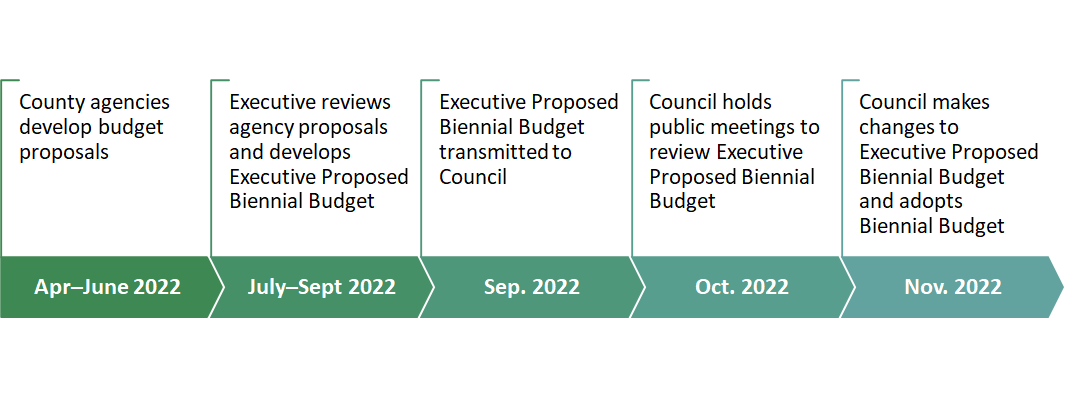 County agencies
develop budget
proposals
Executive reviews
agency proposals
and develops
Executive Proposed
Biennial Budget
Executive Proposed
Biennial Budget
transmitted to
Council
Council holds
public meetings to
review Executive
Proposed Biennial
Budget
Council makes
changes to
Executive Proposed
Biennial Budget
and adopts
Biennial Budget
Apr–June 2022
July–Sept 2022
Sep. 2022
Oct. 2022
Nov. 2022